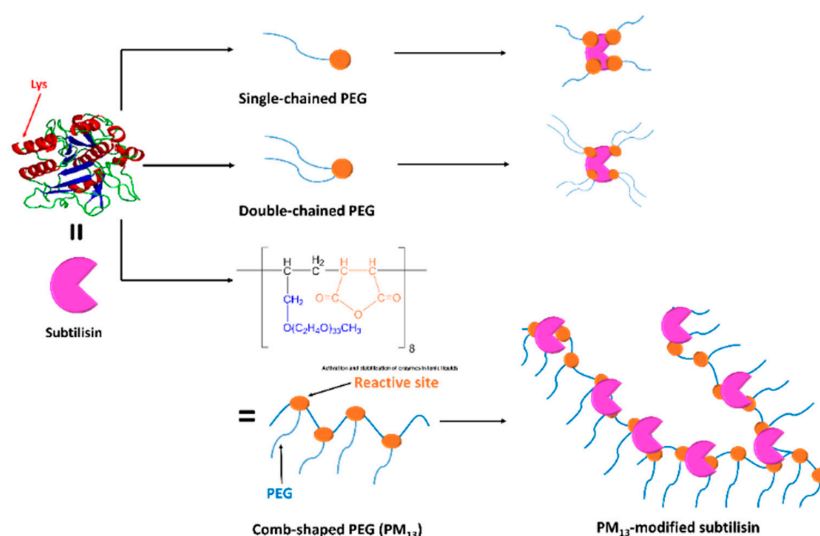 Lys
Single-chained PEG
Double-chained PEG
=
Subtilisin
H
H2
C
H
H
CH2
O=C
C=O
O
O(C2H4O)33CH3
8
Activation and stabilization of enzymes in ionic liquids
Reactive site
=
PEG
Comb-shaped PEG (PM13)
PM13-modified subtilisin